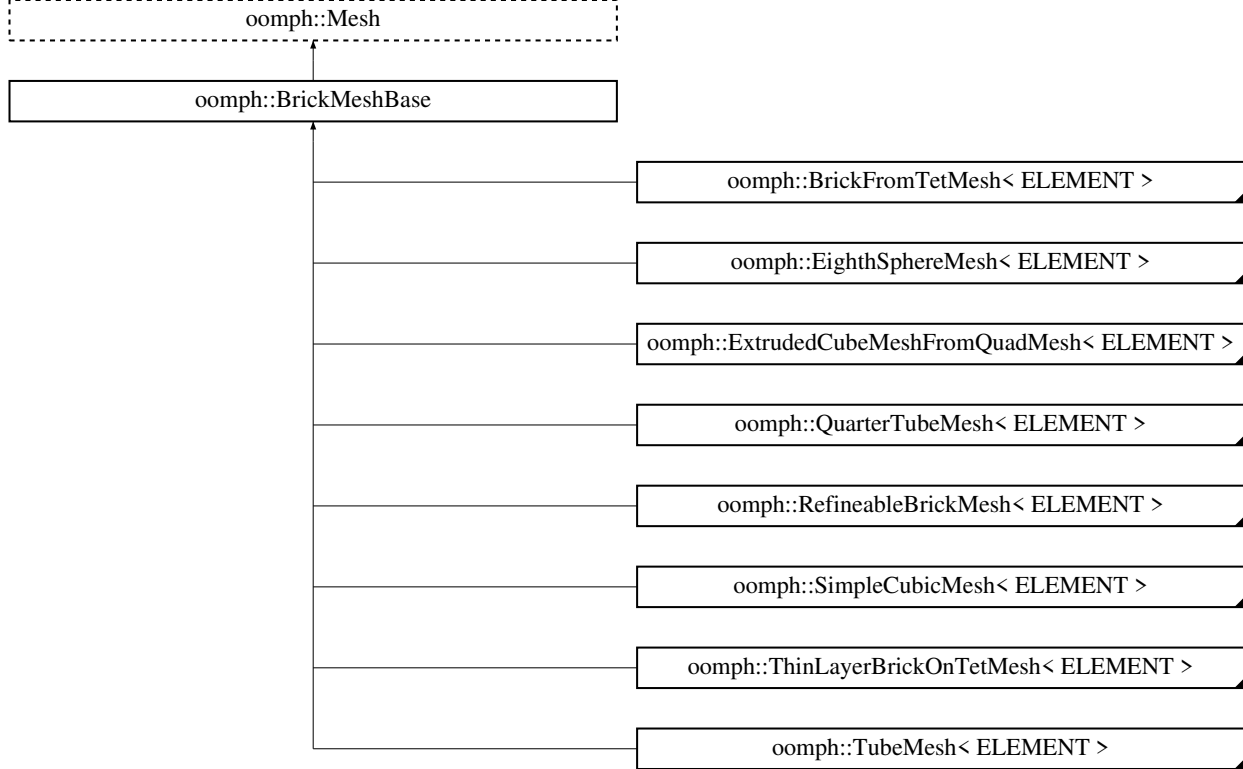 oomph::Mesh
oomph::BrickMeshBase
oomph::BrickFromTetMesh< ELEMENT >
oomph::EighthSphereMesh< ELEMENT >
oomph::ExtrudedCubeMeshFromQuadMesh< ELEMENT >
oomph::QuarterTubeMesh< ELEMENT >
oomph::RefineableBrickMesh< ELEMENT >
oomph::SimpleCubicMesh< ELEMENT >
oomph::ThinLayerBrickOnTetMesh< ELEMENT >
oomph::TubeMesh< ELEMENT >